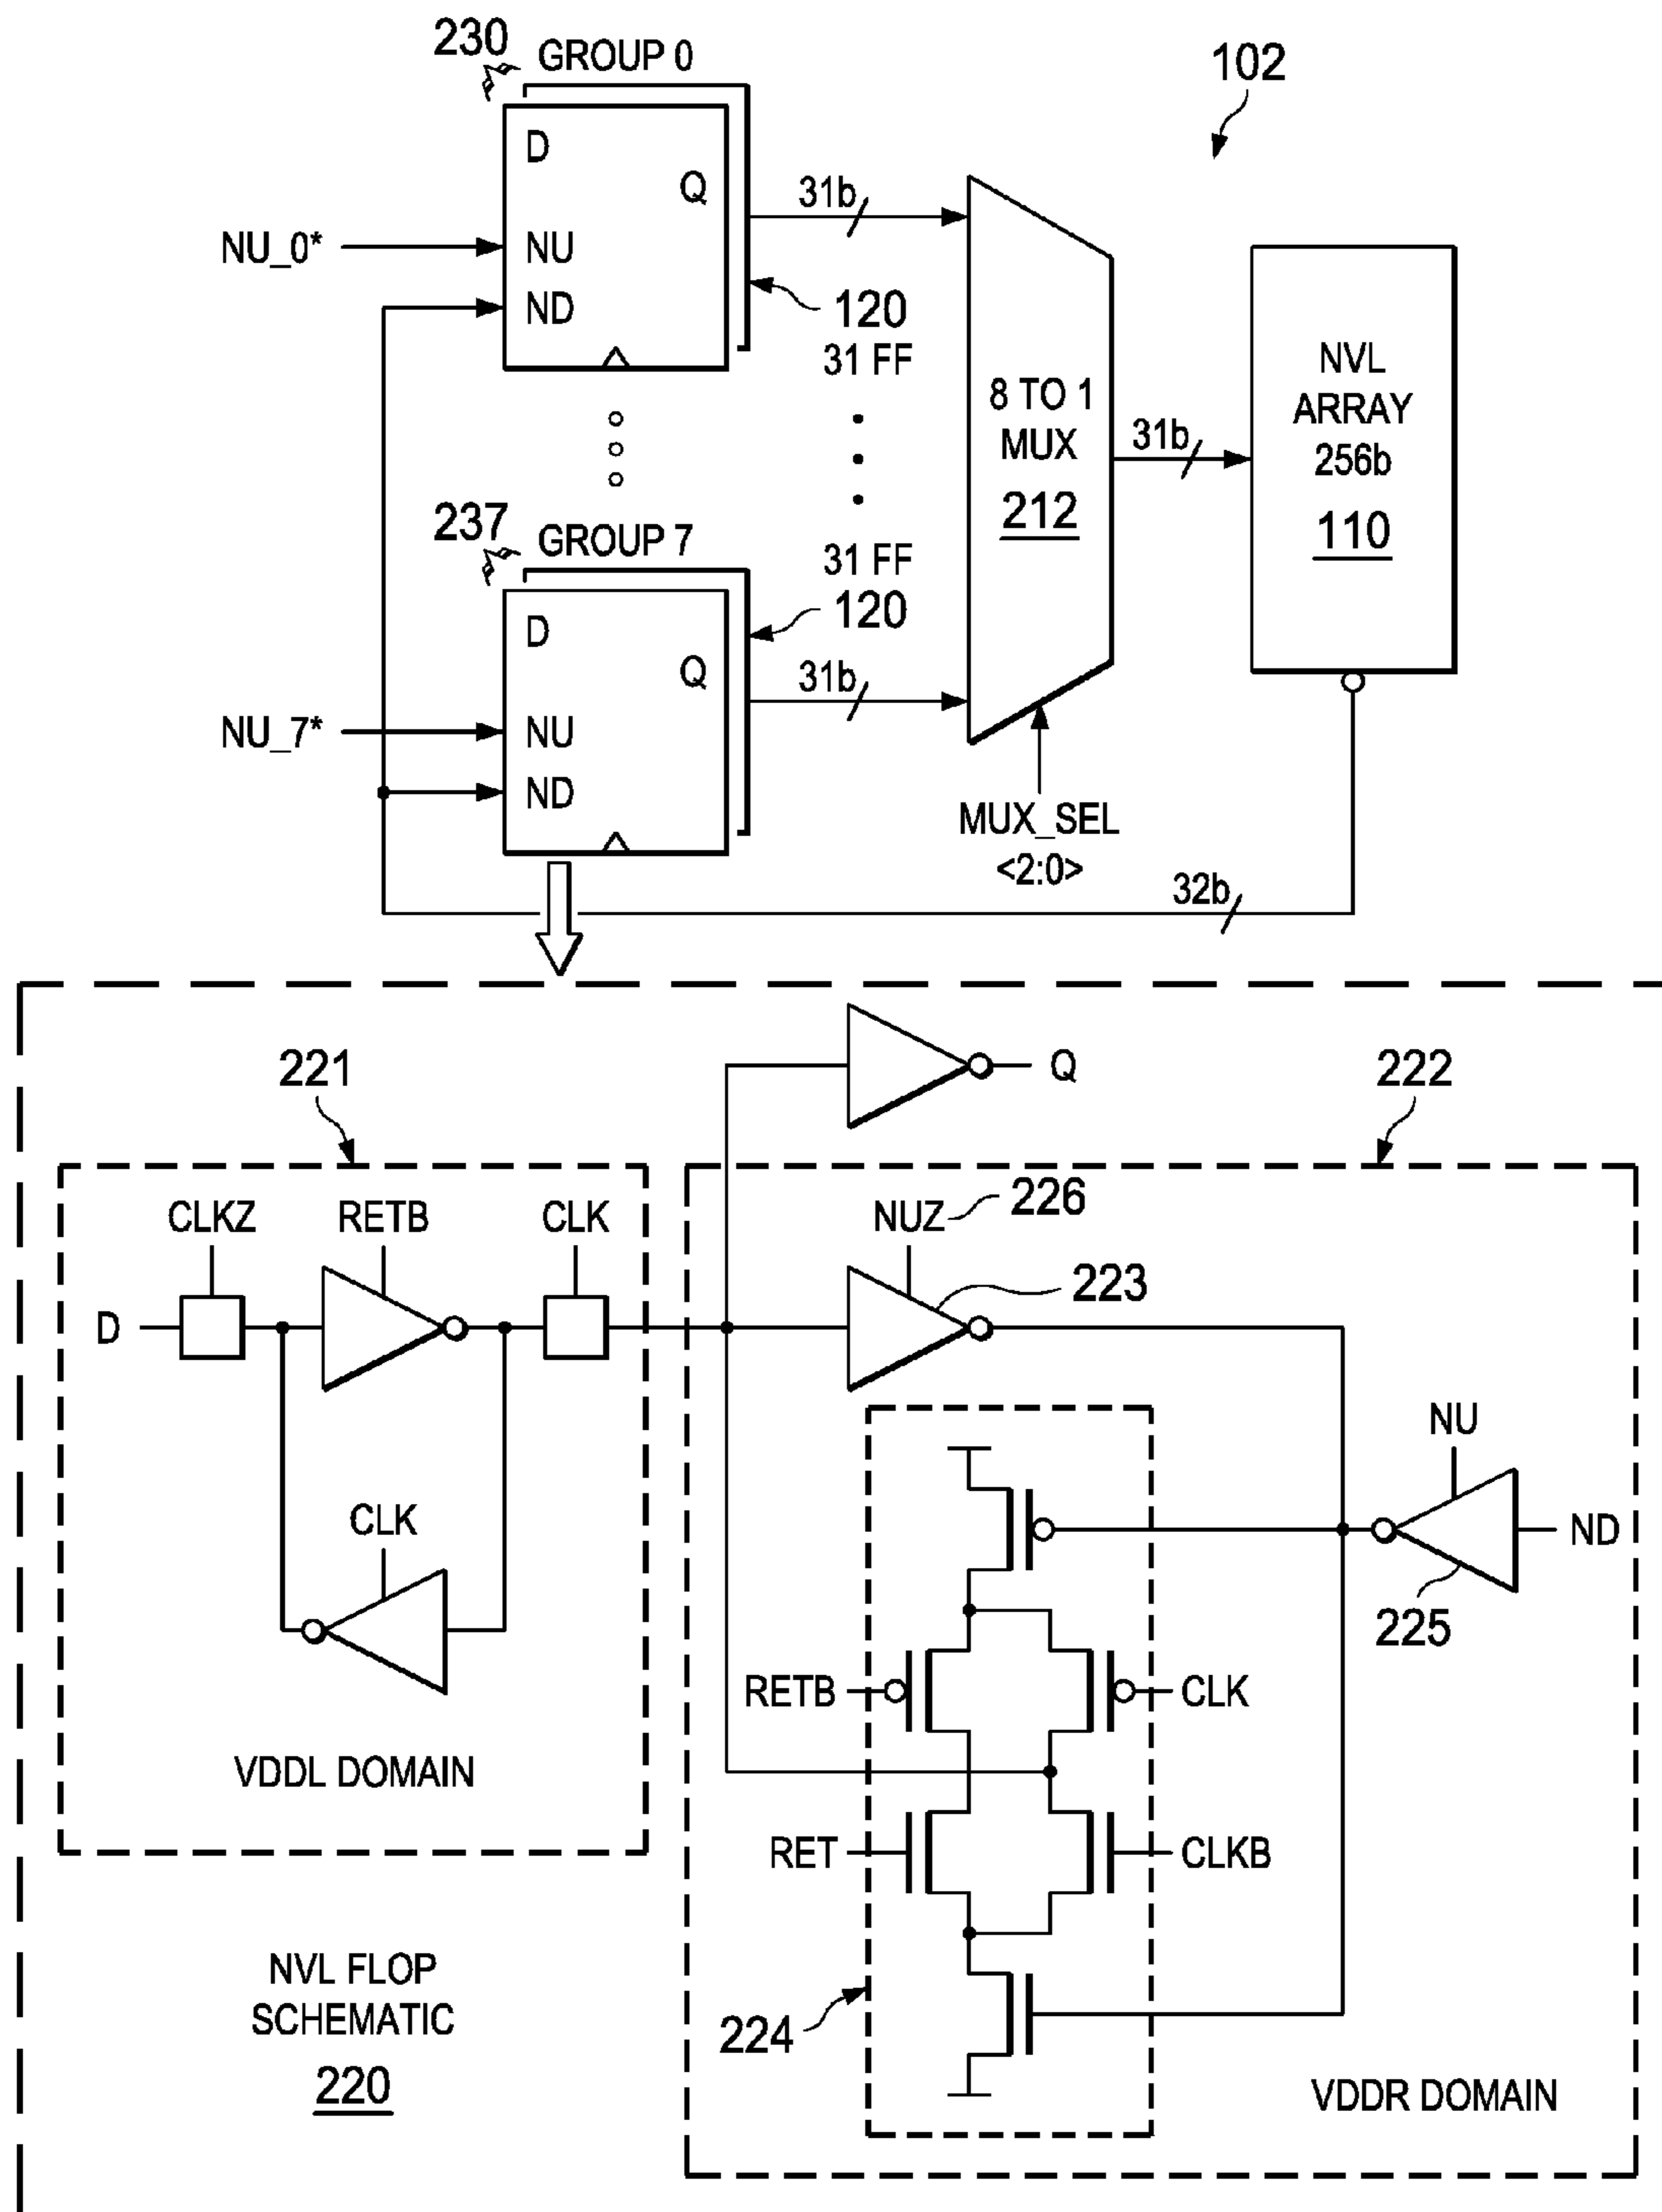 230
GROUP 0
102
D
Q
31b
NU_0*
NU
ND
120
31 FF
8 TO 1
MUX
212
31b
NVL
ARRAY
256b
110
237
GROUP 7
31 FF
120
D
Q
31b
NU_7*
NU
ND
MUX_SEL
<2:0>
32b
221
Q
222
CLKZ
RETB
CLK
NUZ
226
D
223
NU
CLK
ND
225
RETB
CLK
VDDL DOMAIN
RET
CLKB
NVL FLOP
SCHEMATIC
220
224
VDDR DOMAIN